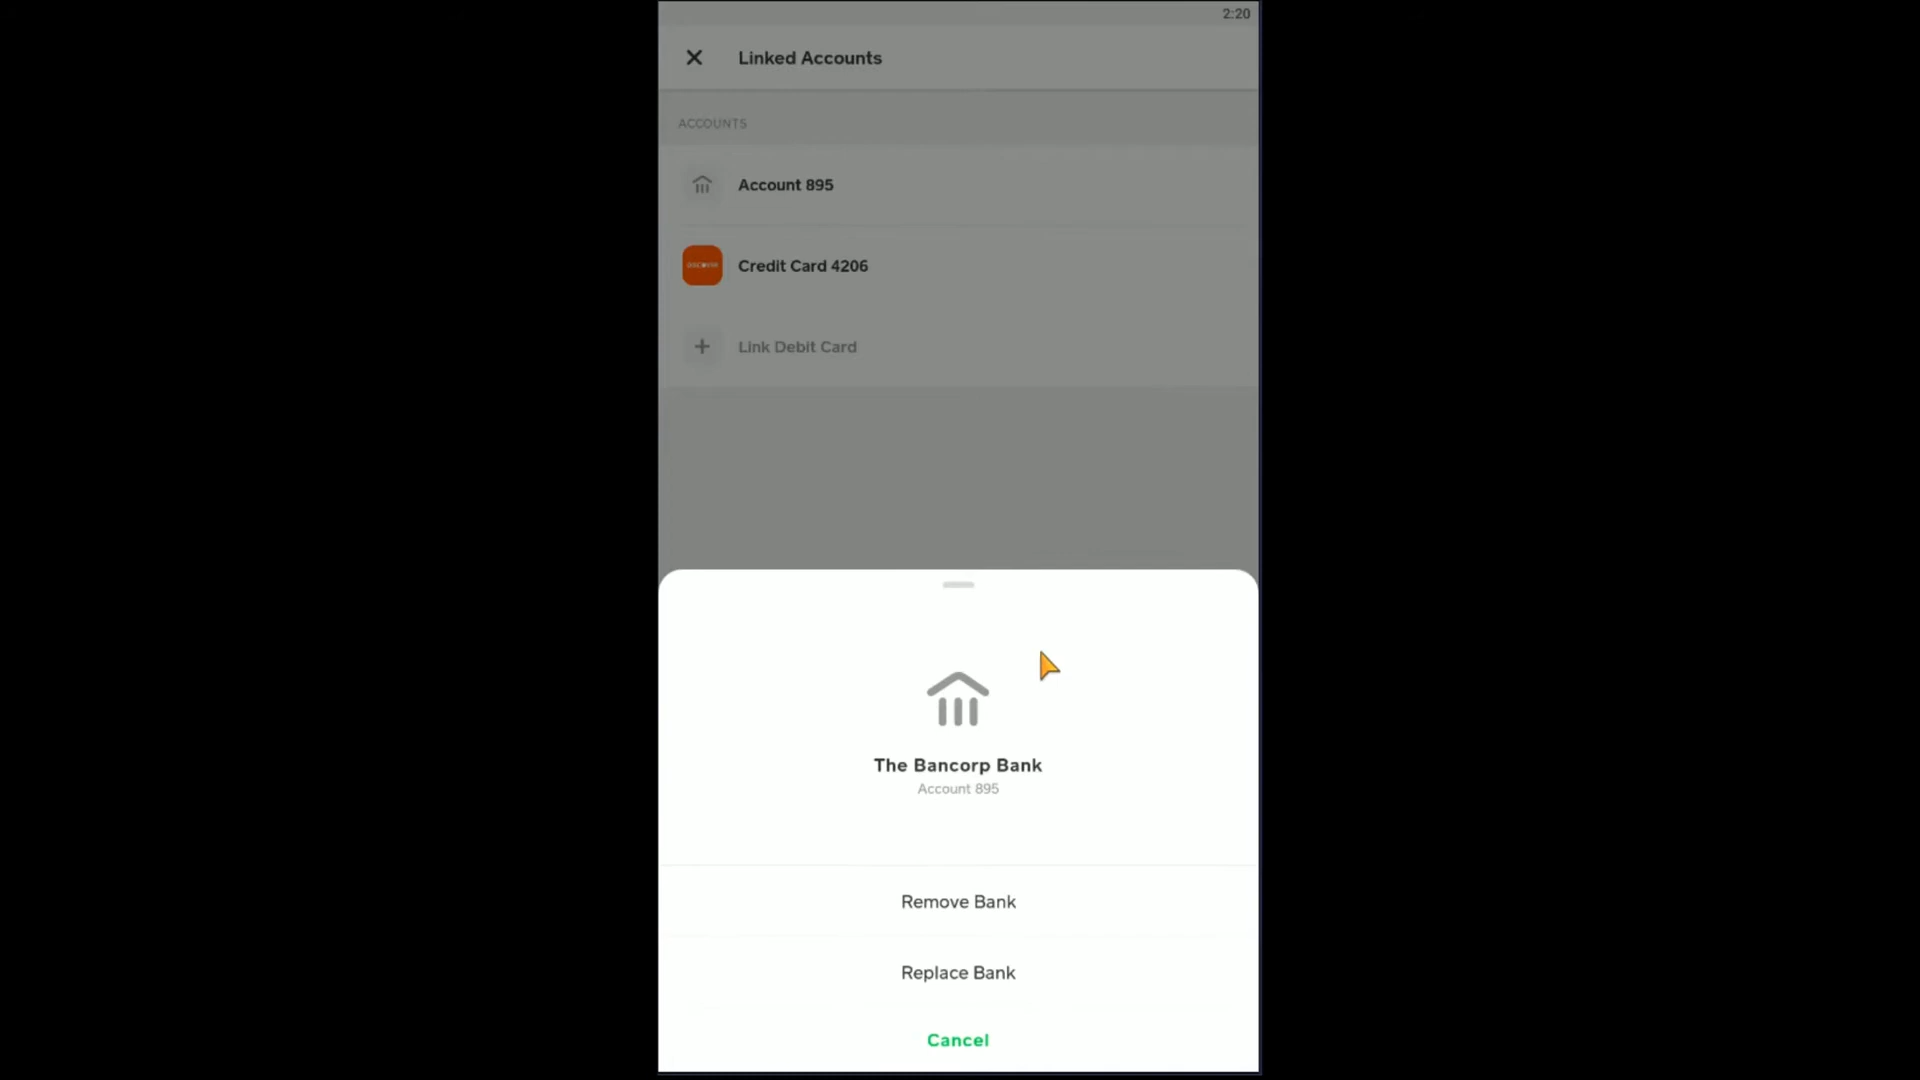 2:20
Linked Accounts
ACCOUNTS
Account 895
DISCOVER
Credit Card 4206
Link Debit Card
The Bancorp Bank
Account 895
Remove Bank
Replace Bank
Cancel